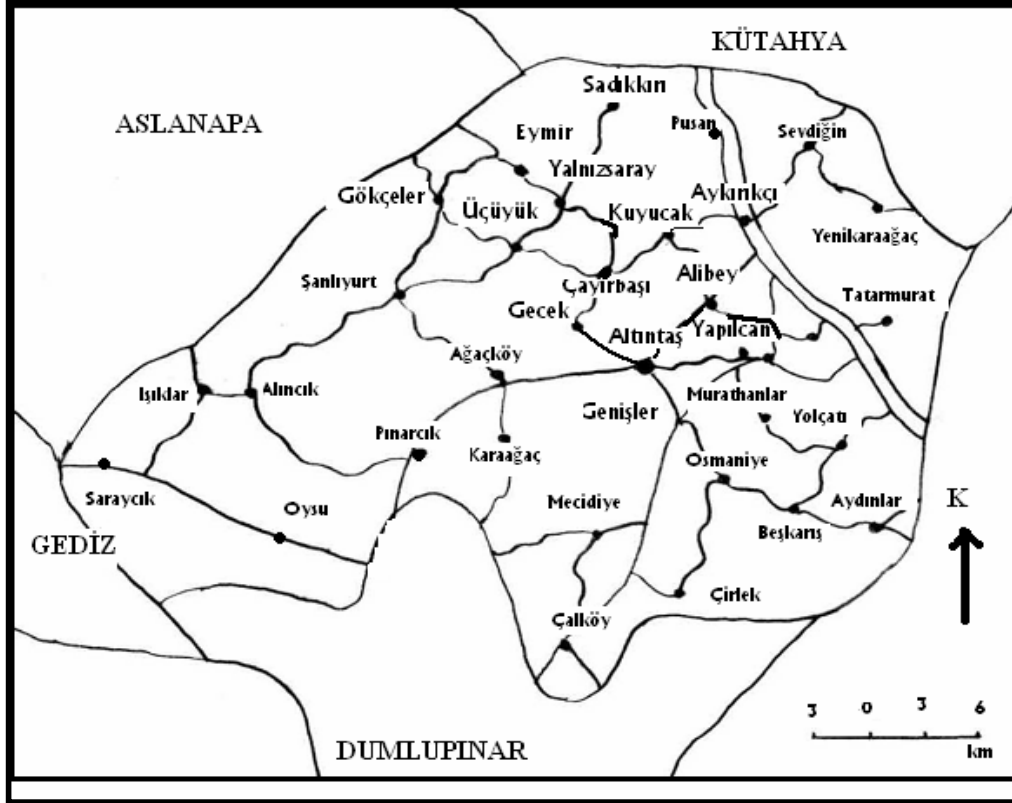 KÜTAHYA
Sadıkkırı
ASLANAPA
Eymir
Pusan
Sevdiğin
Yalnızsaray
Gökçeler
Üçüyük
Aykırıkçı
Kuyucak
Yenikaraağaç
Şanlıyurt
Çayırbaşı
Alibey
Tatarmurat
Gecek
Altıntaş
Yapılcan
Ağaçköy
Işıklar
Alıncık
Murathanlar
Genişler
Yolçatı
Pınarcık
Karaağaç
Osmaniye
Saraycık
Oysu
Mecidiye
Aydınlar
K
Beşkarış
GEDİZ
Çirlek
Çalköy
3 0 3 6
km
DUMLUPINAR